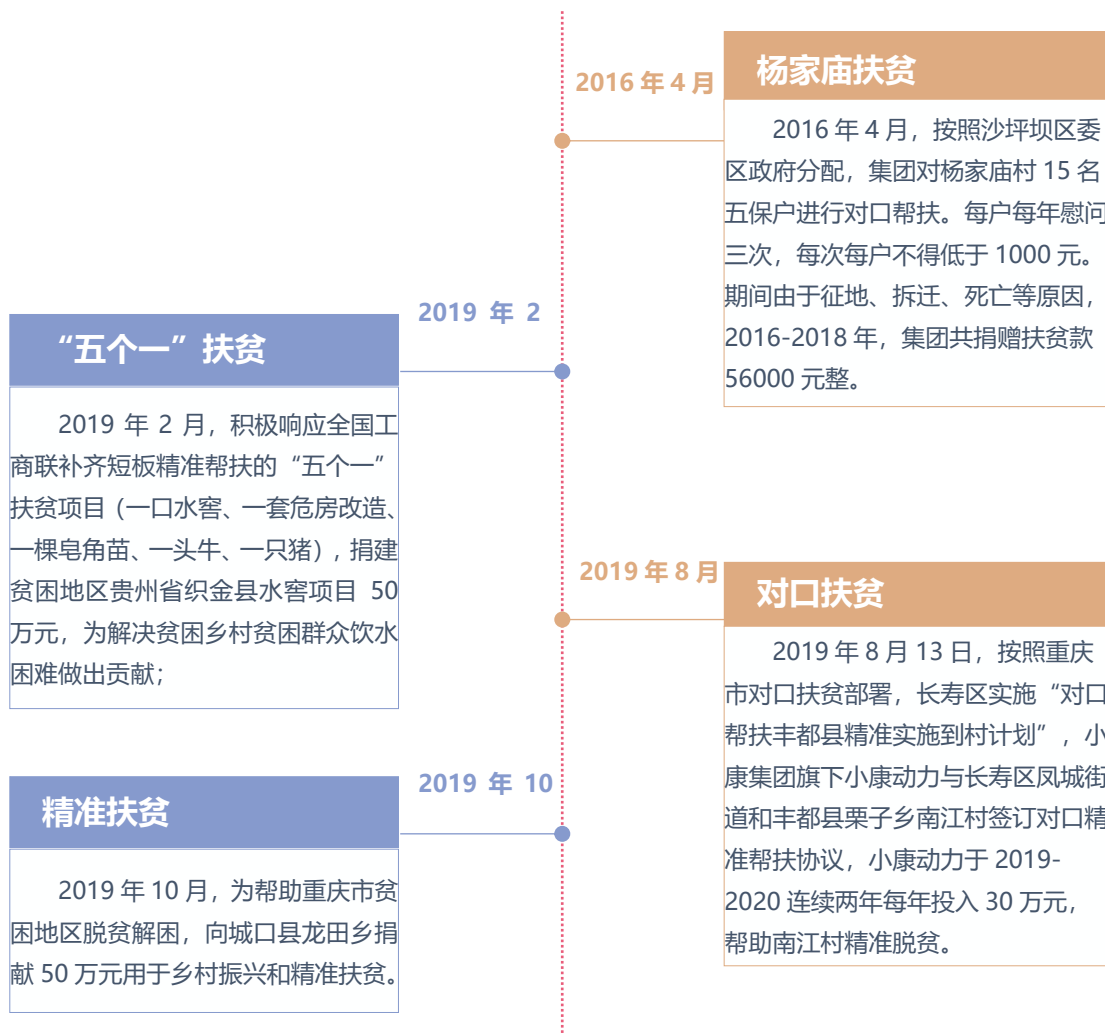 2016 年 4 月
杨家庙扶贫
2016 年 4 月，按照沙坪坝区委
区政府分配，集团对杨家庙村 15 名
五保户进行对口帮扶。每户每年慰问
三次，每次每户不得低于 1000 元。
期间由于征地、拆迁、死亡等原因，
2016-2018 年，集团共捐赠扶贫款
56000 元整。
2019 年 2
“五个一”扶贫
2019 年 2 月，积极响应全国工
商联补齐短板精准帮扶的“五个一”
扶贫项目（一口水窖、一套危房改造、
一棵皂角苗、一头牛、一只猪），捐建
贫困地区贵州省织金县水窖项目 50
万元，为解决贫困乡村贫困群众饮水
困难做出贡献；
2019 年 8 月
对口扶贫
2019 年 8 月 13 日，按照重庆
市对口扶贫部署，长寿区实施“对口
帮扶丰都县精准实施到村计划”，小
康集团旗下小康动力与长寿区凤城街
道和丰都县栗子乡南江村签订对口精
准帮扶协议，小康动力于 2019-
2020 连续两年每年投入 30 万元，
帮助南江村精准脱贫。
2019 年 10
精准扶贫
2019 年 10 月，为帮助重庆市贫
困地区脱贫解困，向城口县龙田乡捐
献 50 万元用于乡村振兴和精准扶贫。